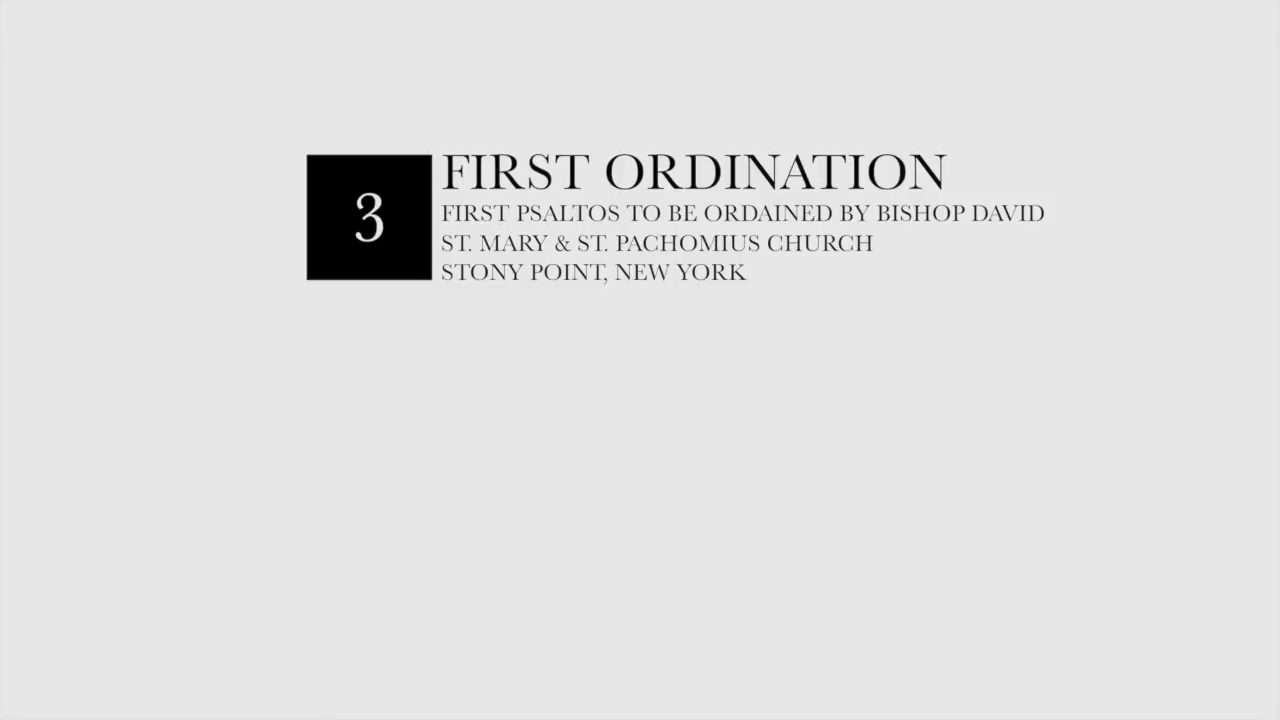 3
FIRST ORDINATION
FIRST PSALTOS TO BE ORDAINED BY BISHOP DAVID
ST. MARY & ST. PACHOMIUS CHURCH
STONY POINT, NEW YORK